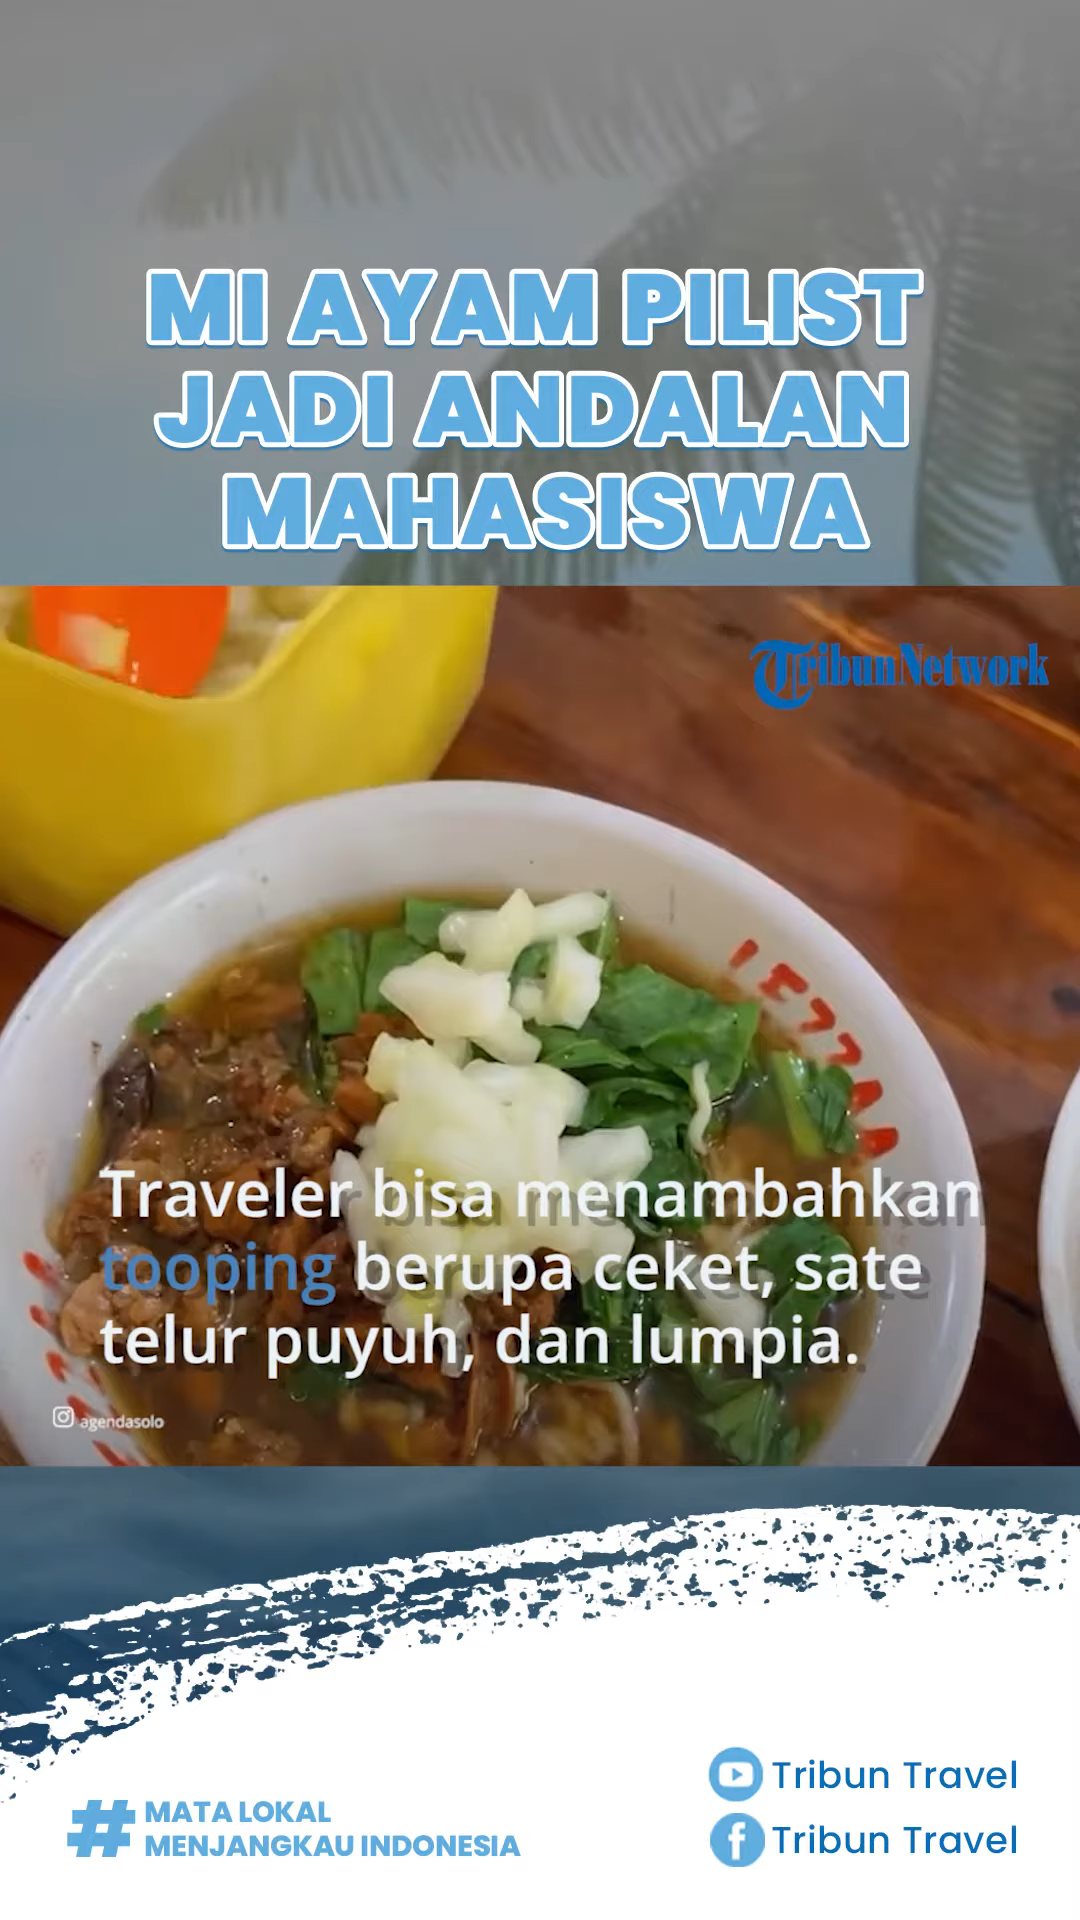 MI AYAM PILIST
JADI ANDALAN
MAHASISWA
TribunNetwork
Traveler bisa menambahkan
tooping berupa ceket, sate
telur puyuh, dan lumpia.
agendasolo
# MATA LOKAL
MENJANGKAU INDONESIA
Tribun Travel
Tribun Travel